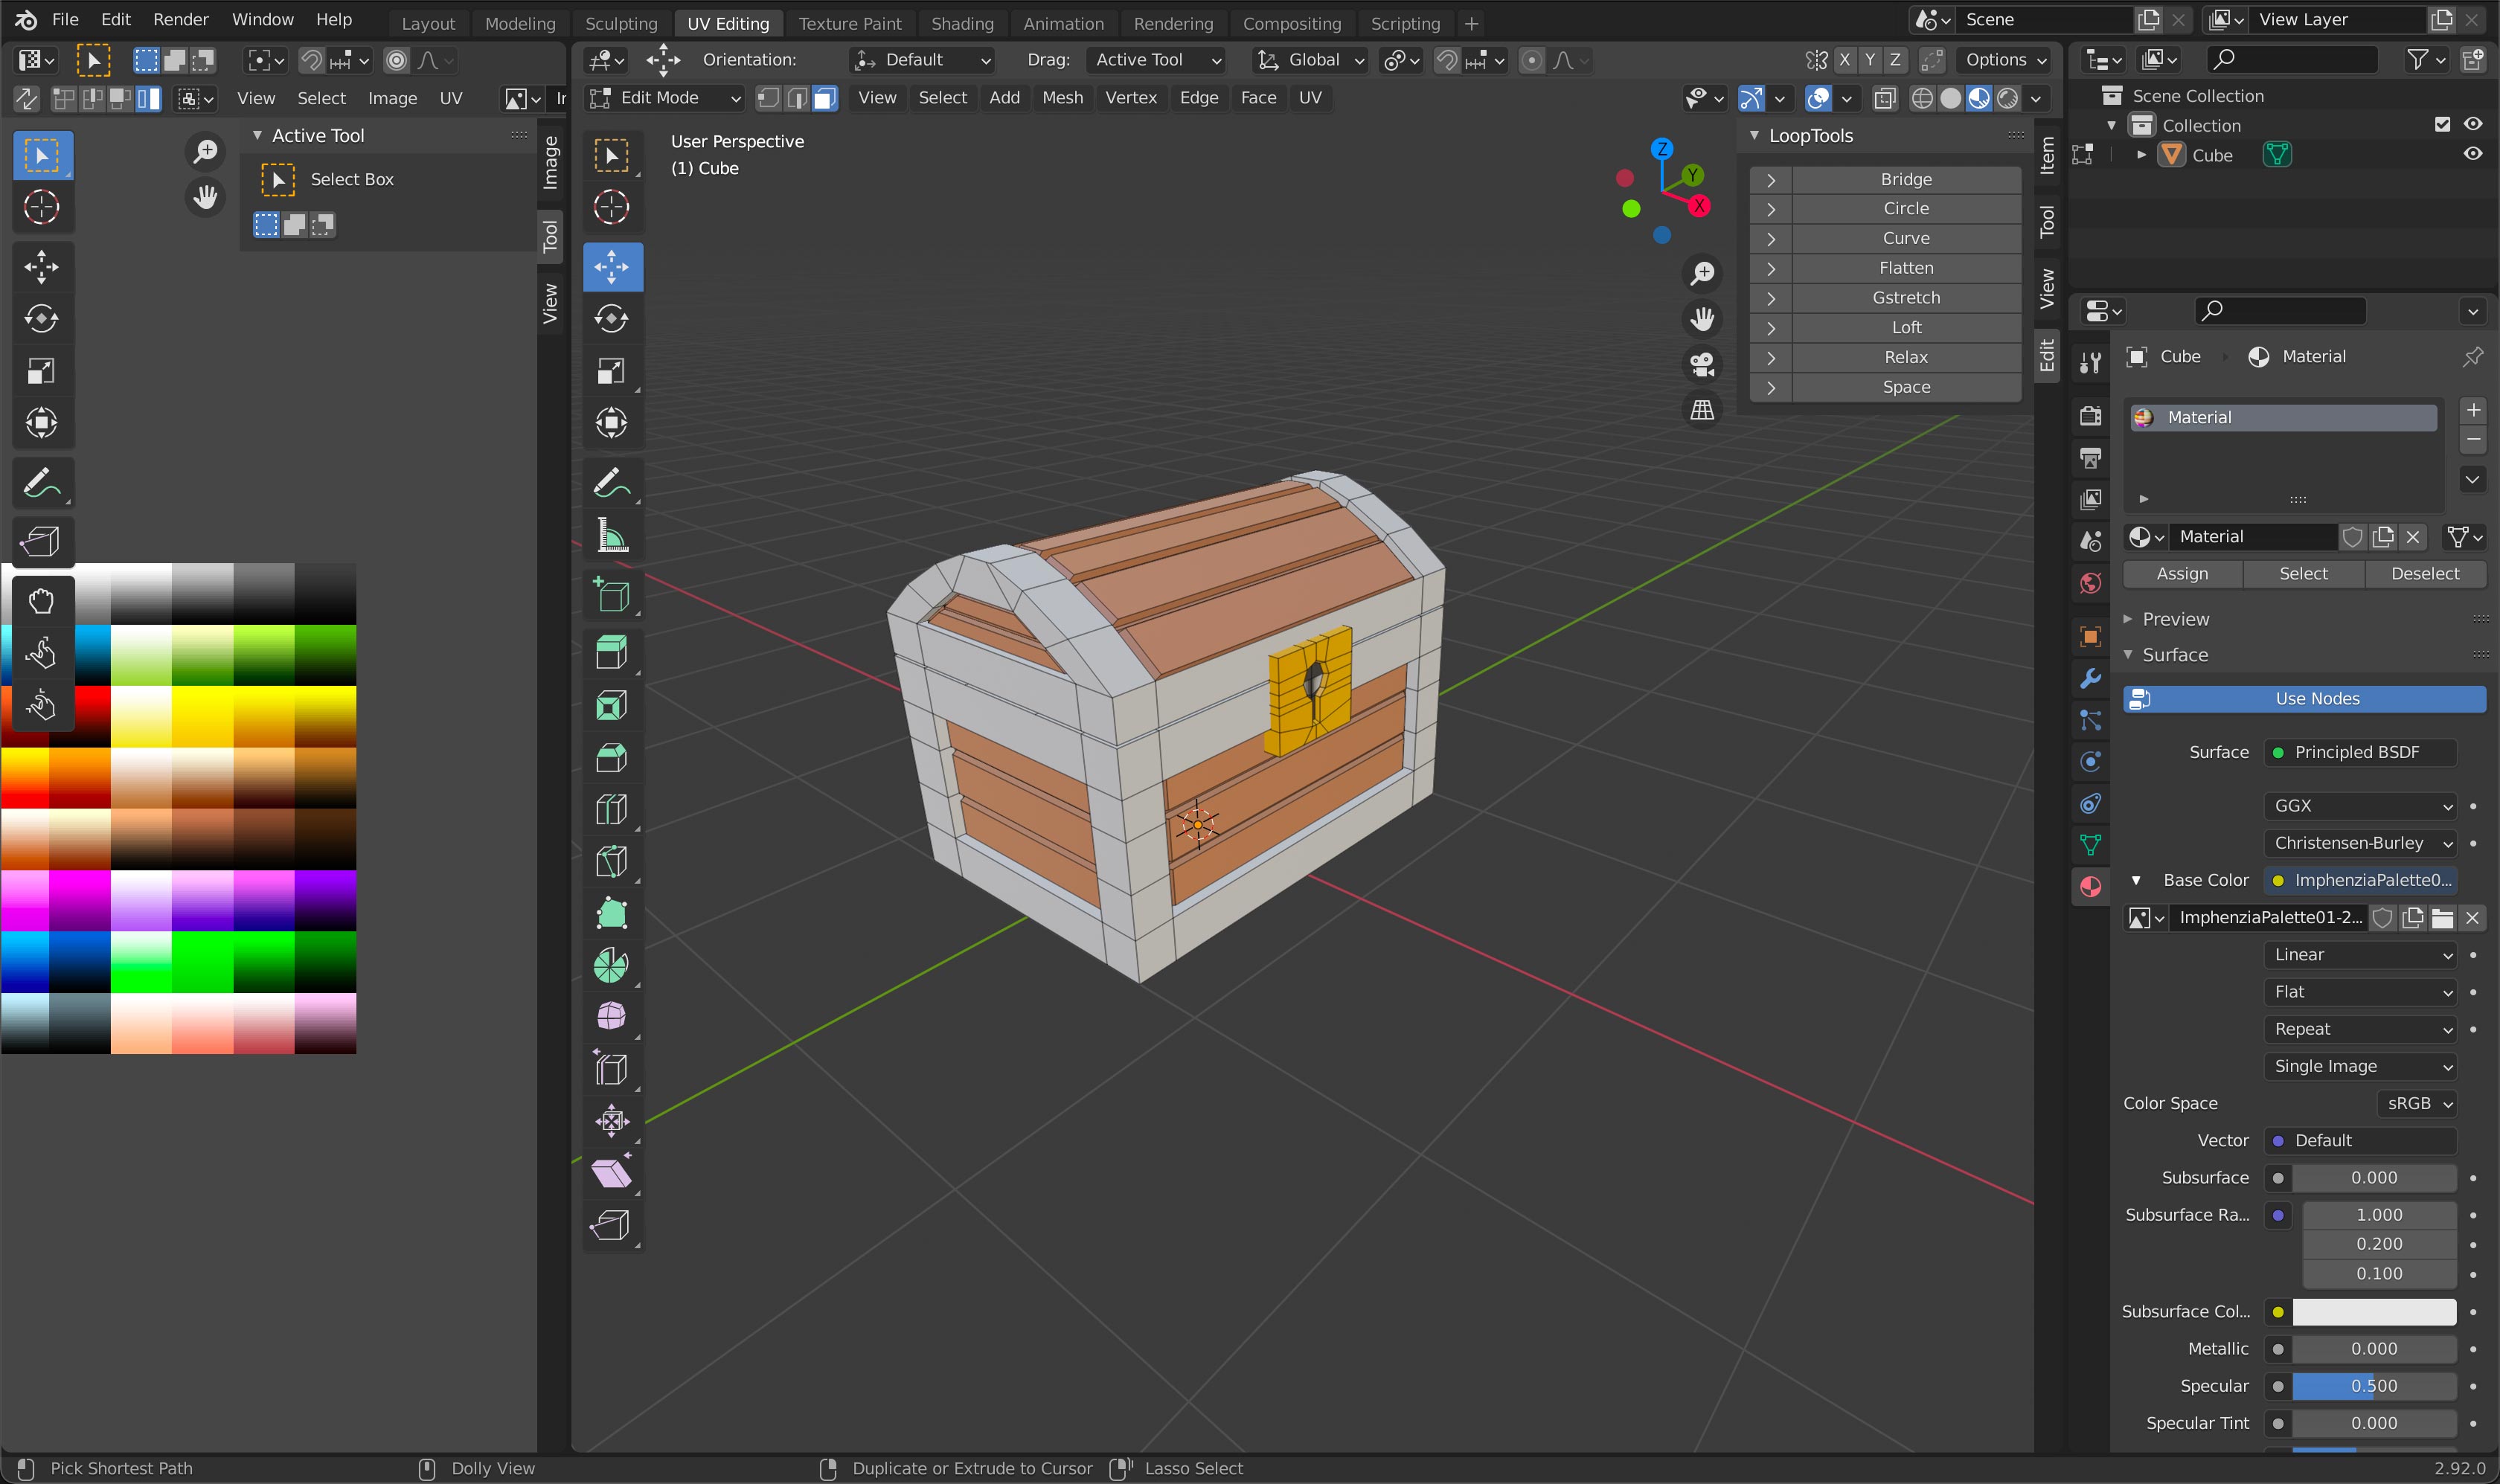 File Edit Render Window Help Layout Modeling Sculpting UV Editing Texture Paint Shading Animation Rendering Compositing Scripting + Scene View Layer
Orientation: Default Drag: Active Tool Global X Y Z Options
View Select Image UV Edit Mode View Select Add Mesh Vertex Edge Face UV
Active Tool
Select Box
Image
Tool
View
User Perspective
(1) Cube
Z
Y
X
LoopTools
Bridge
Circle
Curve
Flatten
Gstretch
Loft
Relax
Space
Item
Tool
View
Edit
Scene Collection
Collection
Cube
Cube Material
Material
Material
Assign Select Deselect
Preview
Surface
Use Nodes
Surface Principled BSDF
GGX
Christensen-Burley
Base Color ImphenziaPalette0...
ImphenziaPalette01-2...
Linear
Flat
Repeat
Single Image
Color Space sRGB
Vector Default
Subsurface 0.000
Subsurface Ra... 1.000
0.200
0.100
Subsurface Col...
Metallic 0.000
Specular 0.500
Specular Tint 0.000
Pick Shortest Path Dolly View Duplicate or Extrude to Cursor Lasso Select 2.92.0